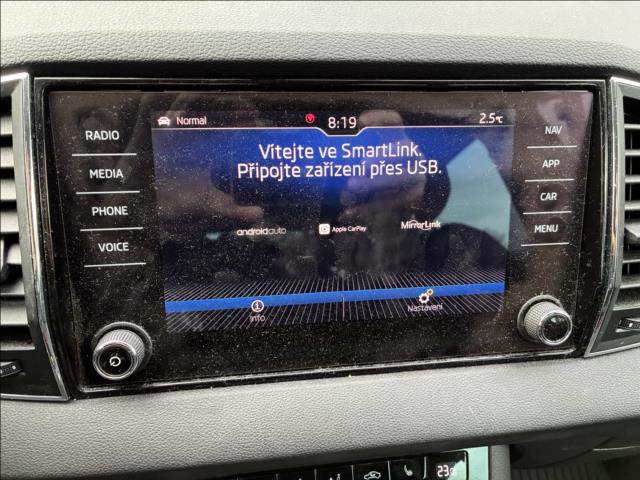 Normal
8:19
2.5°C
RADIO
MEDIA
PHONE
VOICE
Vítejte ve SmartLink.
Připojte zařízení přes USB.
androidauto
Apple CarPlay
MirrorLink
Info
Nastavení
NAV
APP
CAR
MENU
23